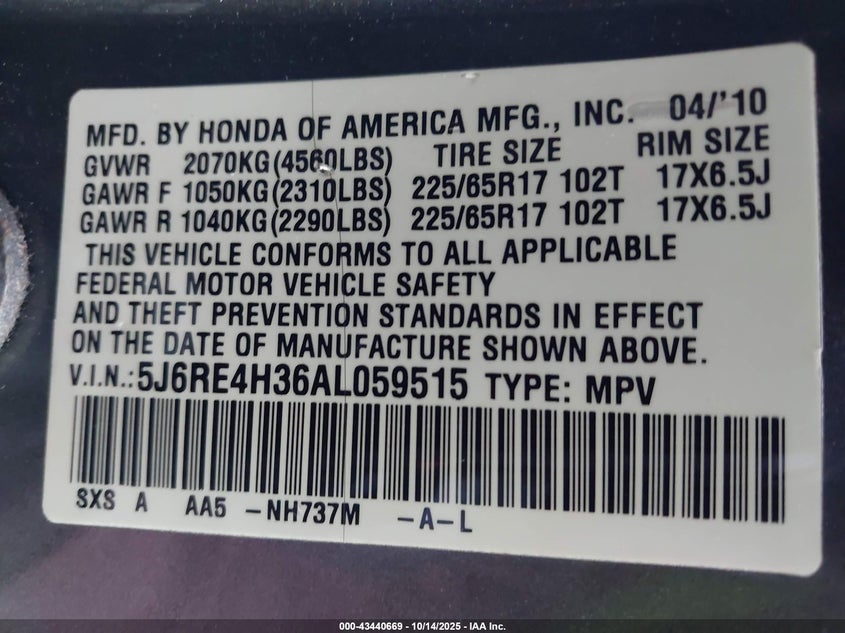 MFD. BY HONDA OF AMERICA MFG., INC. 04/'10
GVWR 2070KG(4560LBS) TIRE SIZE RIM SIZE
GAWR F 1050KG(2310LBS) 225/65R17 102T 17X6.5J
GAWR R 1040KG(2290LBS) 225/65R17 102T 17X6.5J
THIS VEHICLE CONFORMS TO ALL APPLICABLE
FEDERAL MOTOR VEHICLE SAFETY
AND THEFT PREVENTION STANDARDS IN EFFECT
ON THE DATE OF MANUFACTURE SHOWN ABOVE.
V.I.N.:5J6RE4H36AL059515 TYPE: MPV
SXS A AA5 -NH737M -A-L
000-43440669 | 10/14/2025 - IAA Inc.